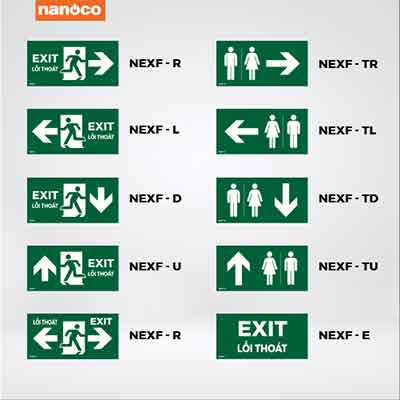 nanoco
EXIT
LỐI THOÁT
NEXF - R
NEXF - TR
EXIT
LỐI THOÁT
NEXF - L
NEXF - TL
EXIT
LỐI THOÁT
NEXF - D
NEXF - TD
EXIT
LỐI THOÁT
NEXF - U
NEXF - TU
LỐI THOÁT EXIT
NEXF - R
EXIT
LỐI THOÁT
NEXF - E